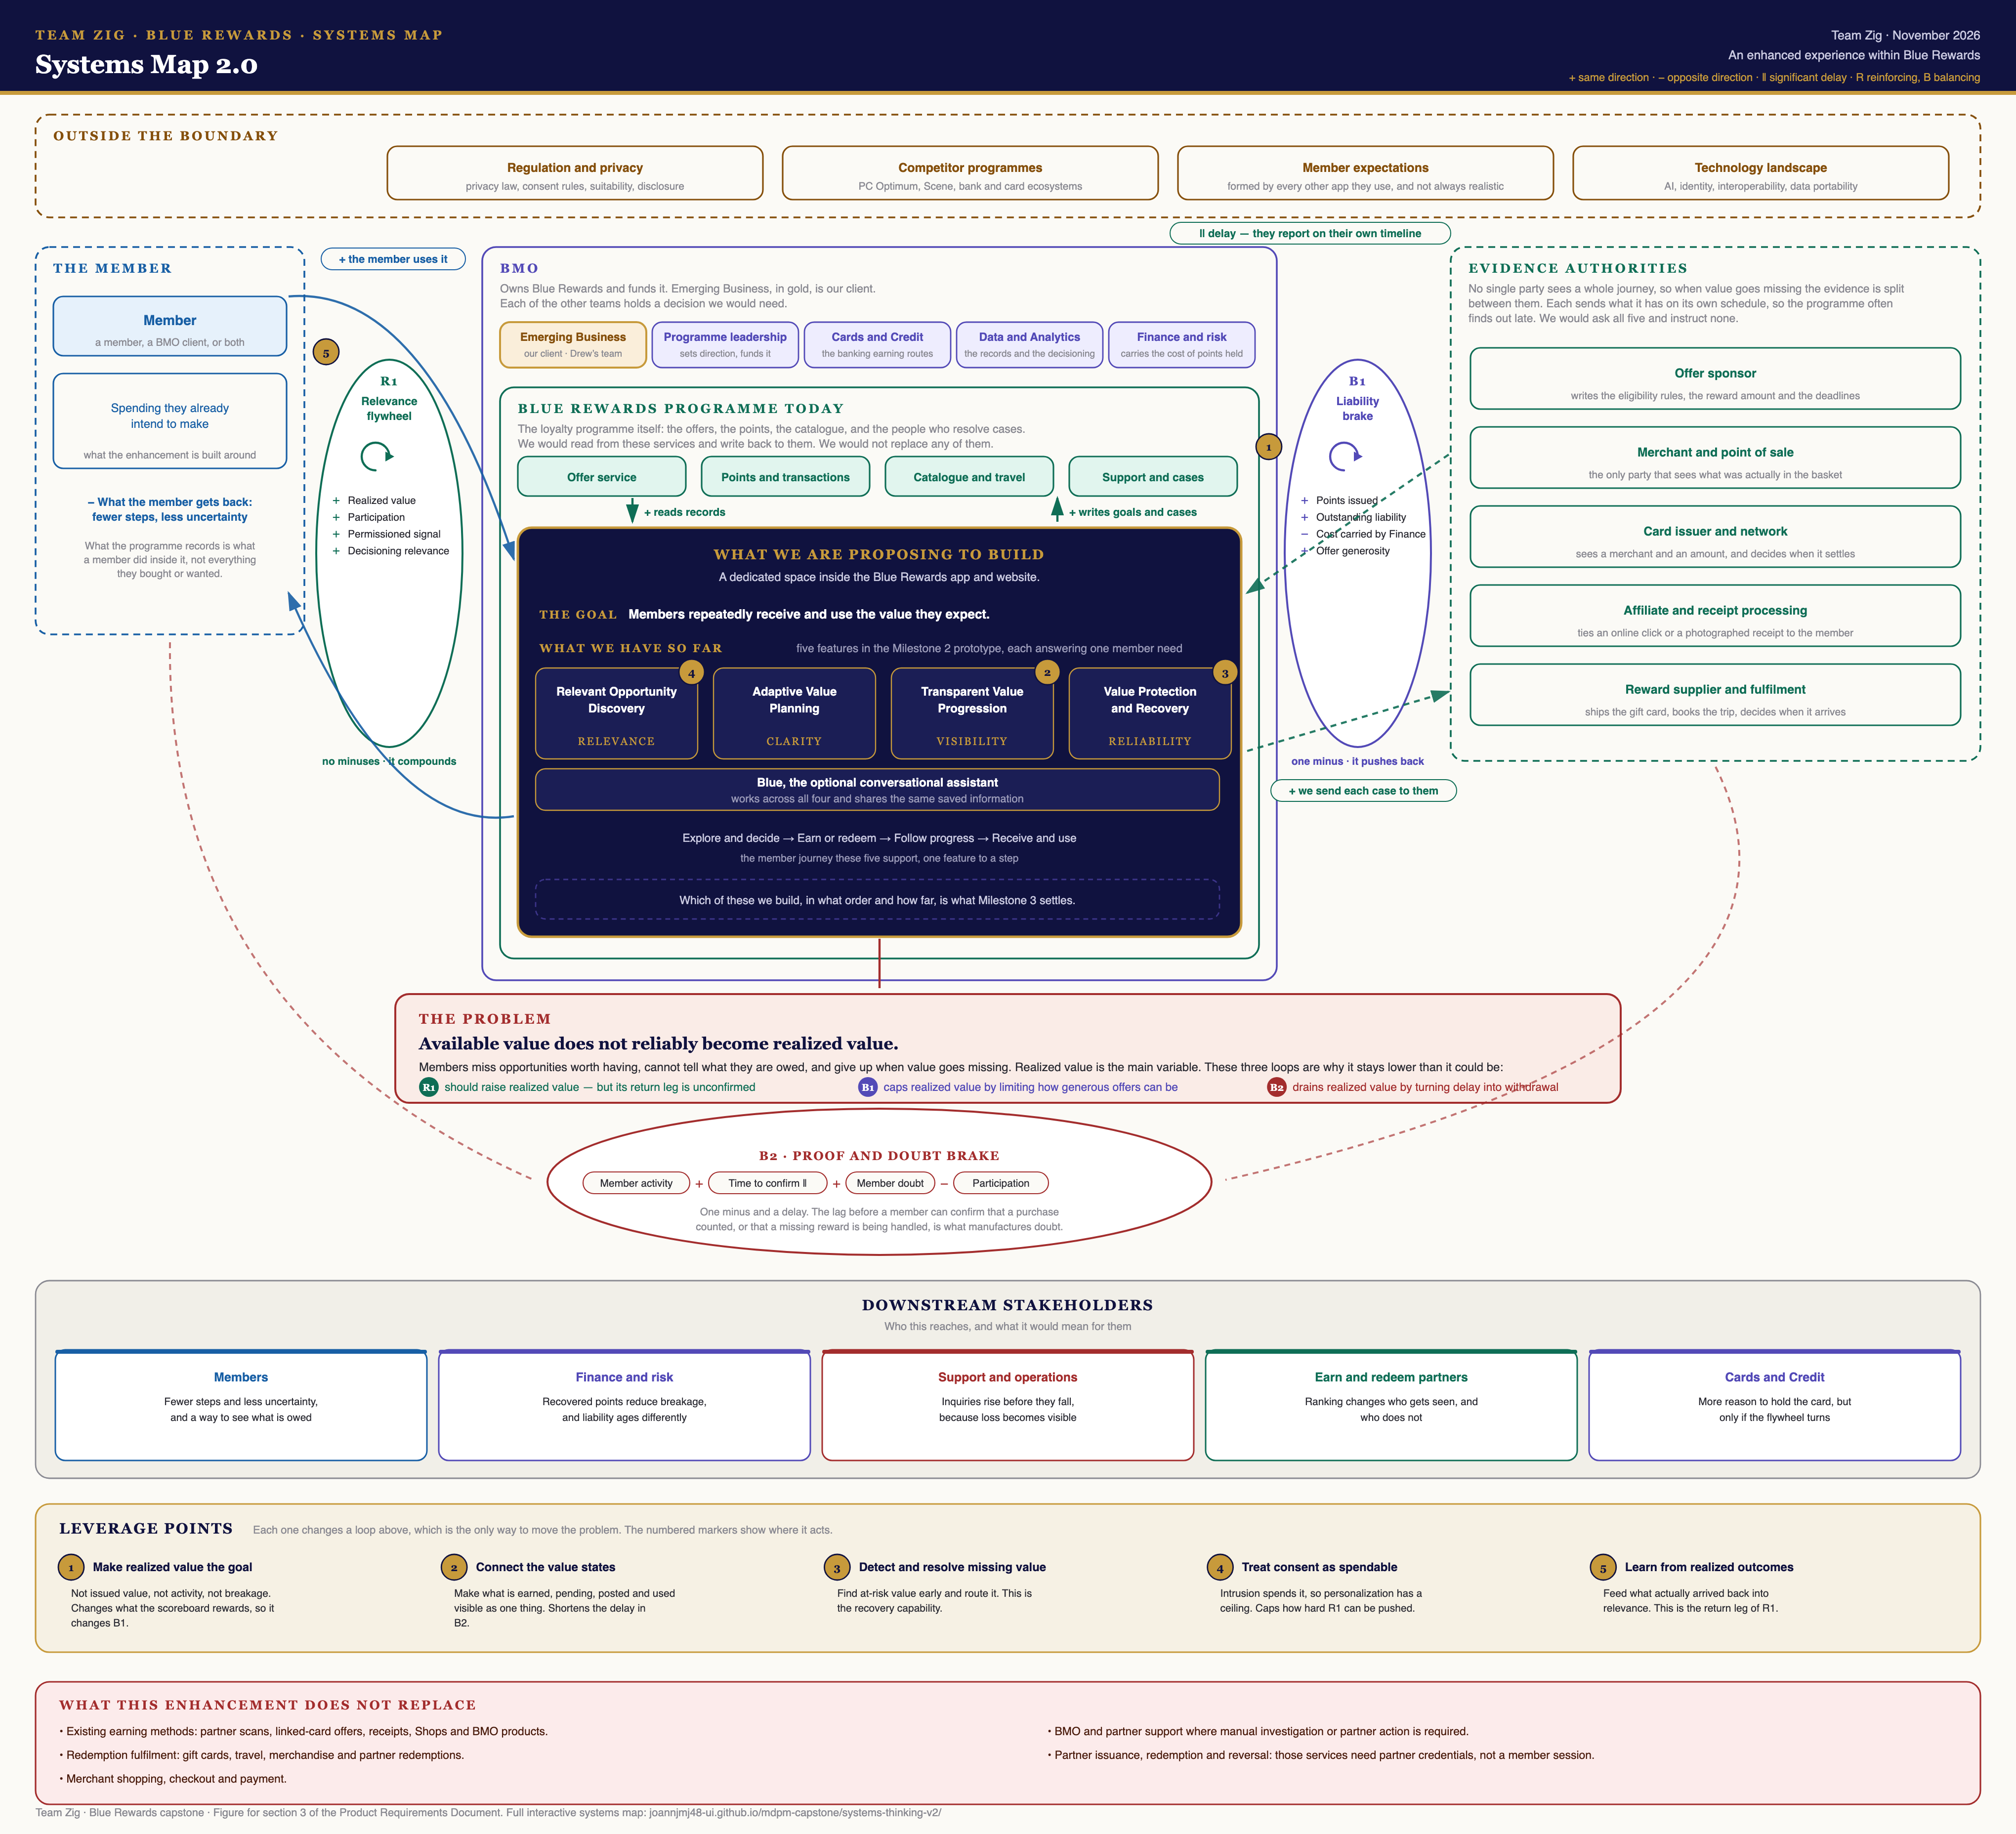 TEAM ZIG · BLUE REWARDS · SYSTEMS MAP
Systems Map 2.0
Team Zig · November 2026
An enhanced experience within Blue Rewards
+ same direction · – opposite direction · ‖ significant delay · R reinforcing, B balancing
OUTSIDE THE BOUNDARY
Regulation and privacy
privacy law, consent rules, suitability, disclosure
Competitor programmes
PC Optimum, Scene, bank and card ecosystems
Member expectations
formed by every other app they use, and not always realistic
Technology landscape
AI, identity, interoperability, data portability
‖ delay — they report on their own timeline
THE MEMBER
Member
a member, a BMO client, or both
Spending they already
intend to make
what the enhancement is built around
– What the member gets back:
fewer steps, less uncertainty
What the programme records is what
a member did inside it, not everything
they bought or wanted.
+ the member uses it
5
R1
Relevance
flywheel
+ Realized value
+ Participation
+ Permissioned signal
+ Decisioning relevance
no minuses · it compounds
BMO
Owns Blue Rewards and funds it. Emerging Business, in gold, is our client.
Each of the other teams holds a decision we would need.
Emerging Business
our client · Drew's team
Programme leadership
sets direction, funds it
Cards and Credit
the banking earning routes
Data and Analytics
the records and the decisioning
Finance and risk
carries the cost of points held
BLUE REWARDS PROGRAMME TODAY
The loyalty programme itself: the offers, the points, the catalogue, and the people who resolve cases.
We would read from these services and write back to them. We would not replace any of them.
Offer service
Points and transactions
Catalogue and travel
Support and cases
+ reads records
+ writes goals and cases
WHAT WE ARE PROPOSING TO BUILD
A dedicated space inside the Blue Rewards app and website.
THE GOAL Members repeatedly receive and use the value they expect.
WHAT WE HAVE SO FAR five features in the Milestone 2 prototype, each answering one member need
4
Relevant Opportunity
Discovery
RELEVANCE
Adaptive Value
Planning
CLARITY
2
Transparent Value
Progression
VISIBILITY
3
Value Protection
and Recovery
RELIABILITY
Blue, the optional conversational assistant
works across all four and shares the same saved information
Explore and decide → Earn or redeem → Follow progress → Receive and use
the member journey these five support, one feature to a step
Which of these we build, in what order and how far, is what Milestone 3 settles.
1
B1
Liability
brake
+ Points issued
+ Outstanding liability
– Cost carried by Finance
+ Offer generosity
one minus · it pushes back
+ we send each case to them
EVIDENCE AUTHORITIES
No single party sees a whole journey, so when value goes missing the evidence is split
between them. Each sends what it has on its own schedule, so the programme often
finds out late. We would ask all five and instruct none.
Offer sponsor
writes the eligibility rules, the reward amount and the deadlines
Merchant and point of sale
the only party that sees what was actually in the basket
Card issuer and network
sees a merchant and an amount, and decides when it settles
Affiliate and receipt processing
ties an online click or a photographed receipt to the member
Reward supplier and fulfilment
ships the gift card, books the trip, decides when it arrives
THE PROBLEM
Available value does not reliably become realized value.
Members miss opportunities worth having, cannot tell what they are owed, and give up when value goes missing. Realized value is the main variable. These three loops are why it stays lower than it could be:
R1 should raise realized value — but its return leg is unconfirmed
B1 caps realized value by limiting how generous offers can be
B2 drains realized value by turning delay into withdrawal
B2 · PROOF AND DOUBT BRAKE
Member activity + Time to confirm ‖ + Member doubt – Participation
One minus and a delay. The lag before a member can confirm that a purchase
counted, or that a missing reward is being handled, is what manufactures doubt.
DOWNSTREAM STAKEHOLDERS
Who this reaches, and what it would mean for them
Members
Fewer steps and less uncertainty,
and a way to see what is owed
Finance and risk
Recovered points reduce breakage,
and liability ages differently
Support and operations
Inquiries rise before they fall,
because loss becomes visible
Earn and redeem partners
Ranking changes who gets seen, and
who does not
Cards and Credit
More reason to hold the card, but
only if the flywheel turns
LEVERAGE POINTS Each one changes a loop above, which is the only way to move the problem. The numbered markers show where it acts.
1 Make realized value the goal
Not issued value, not activity, not breakage.
Changes what the scoreboard rewards, so it
changes B1.
2 Connect the value states
Make what is earned, pending, posted and used
visible as one thing. Shortens the delay in
B2.
3 Detect and resolve missing value
Find at-risk value early and route it. This is
the recovery capability.
4 Treat consent as spendable
Intrusion spends it, so personalization has a
ceiling. Caps how hard R1 can be pushed.
5 Learn from realized outcomes
Feed what actually arrived back into
relevance. This is the return leg of R1.
WHAT THIS ENHANCEMENT DOES NOT REPLACE
• Existing earning methods: partner scans, linked-card offers, receipts, Shops and BMO products.
• Redemption fulfilment: gift cards, travel, merchandise and partner redemptions.
• Merchant shopping, checkout and payment.
• BMO and partner support where manual investigation or partner action is required.
• Partner issuance, redemption and reversal: those services need partner credentials, not a member session.
Team Zig · Blue Rewards capstone · Figure for section 3 of the Product Requirements Document. Full interactive systems map: joannjmj48-ui.github.io/mdpm-capstone/systems-thinking-v2/